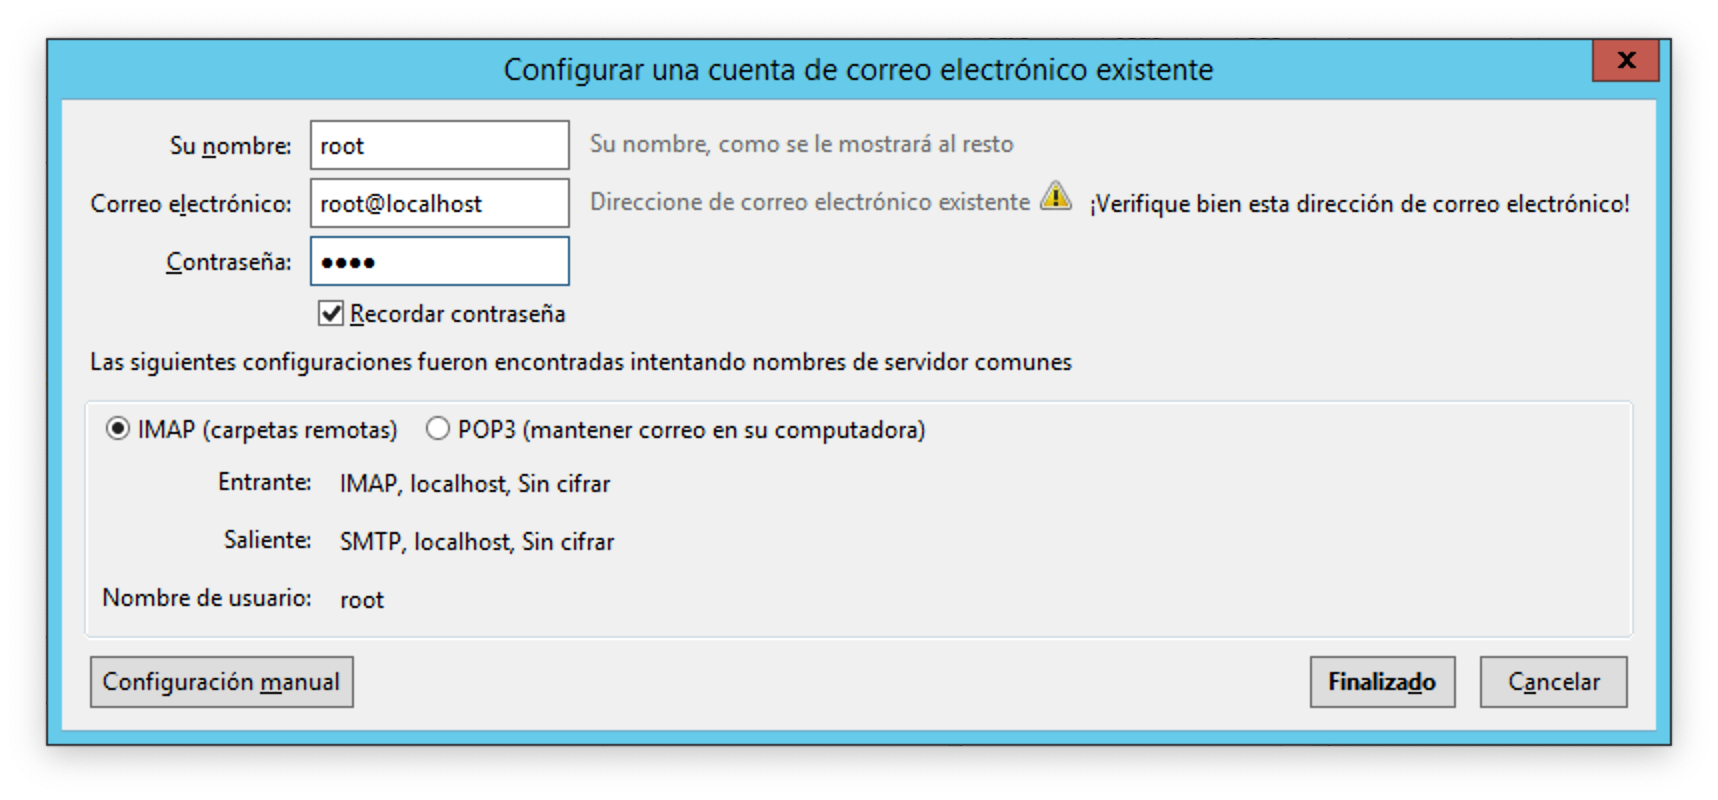 Configurar una cuenta de correo electrónico existente
X
Su nombre: root Su nombre, como se le mostrará al resto
Correo electrónico: root@localhost Direccione de correo electrónico existente ¡Verifique bien esta dirección de correo electrónico!
Contraseña: ••••
Recordar contraseña
Las siguientes configuraciones fueron encontradas intentando nombres de servidor comunes
IMAP (carpetas remotas) POP3 (mantener correo en su computadora)
Entrante: IMAP, localhost, Sin cifrar
Saliente: SMTP, localhost, Sin cifrar
Nombre de usuario: root
Configuración manual Finalizado Cancelar